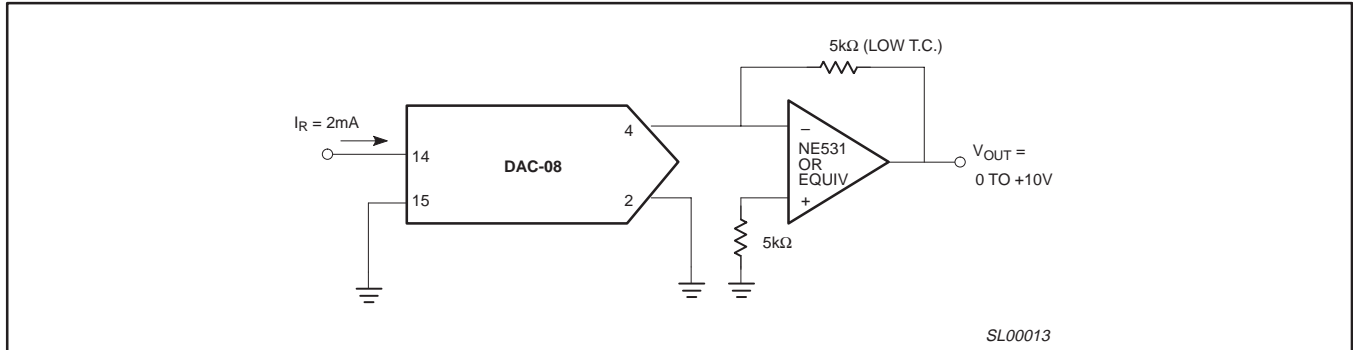 5kΩ (LOW T.C.)
I_R = 2mA
4
–
14
DAC-08
NE531
OR
EQUIV
V_OUT =
0 TO +10V
15
2
+
5kΩ
SL00013